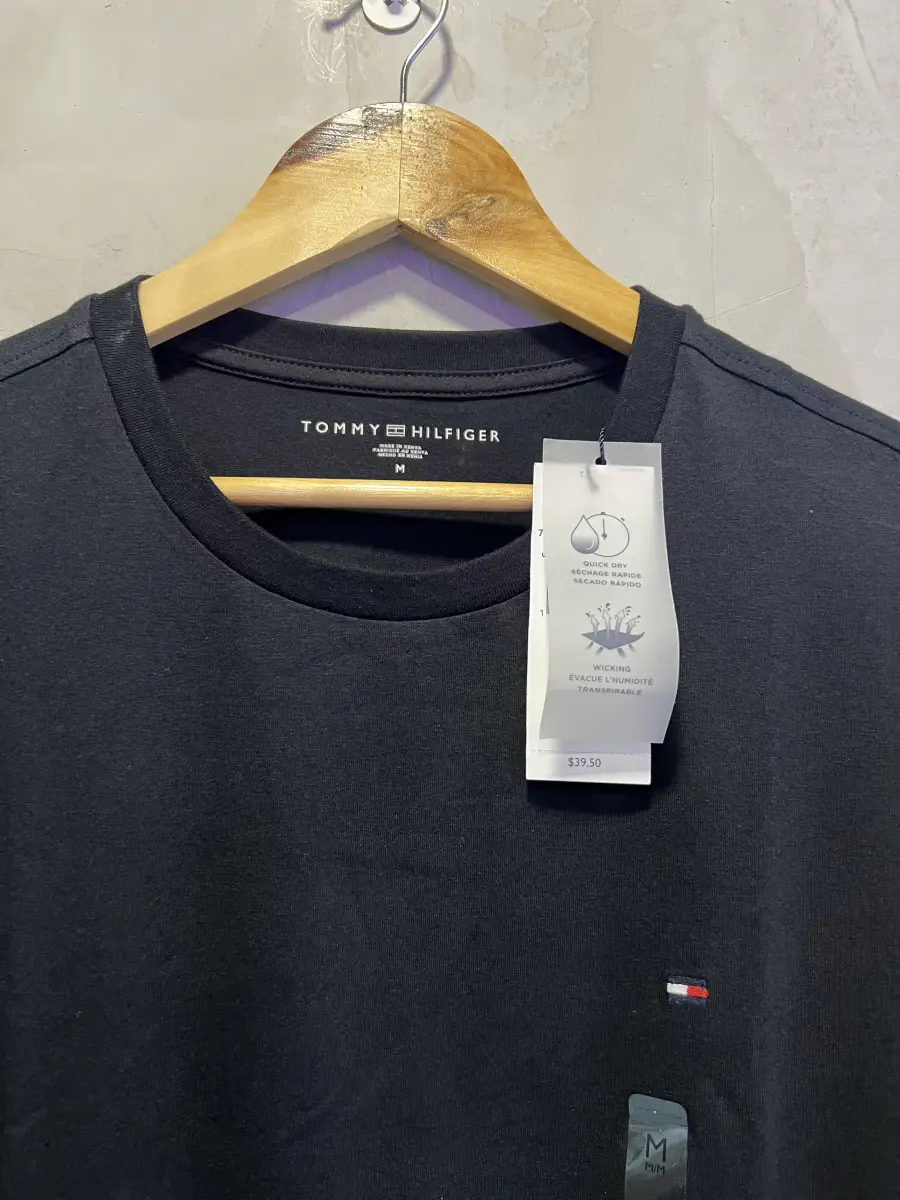 TOMMY HILFIGER
MADE IN KENYA
FABRIQUÉ AU KENYA
HECHO EN KENIA
M
QUICK DRY
SÉCHAGE RAPIDE
SECADO RÁPIDO
WICKING
ÉVACUE L'HUMIDITÉ
TRANSPIRABLE
$39.50
M
M/M